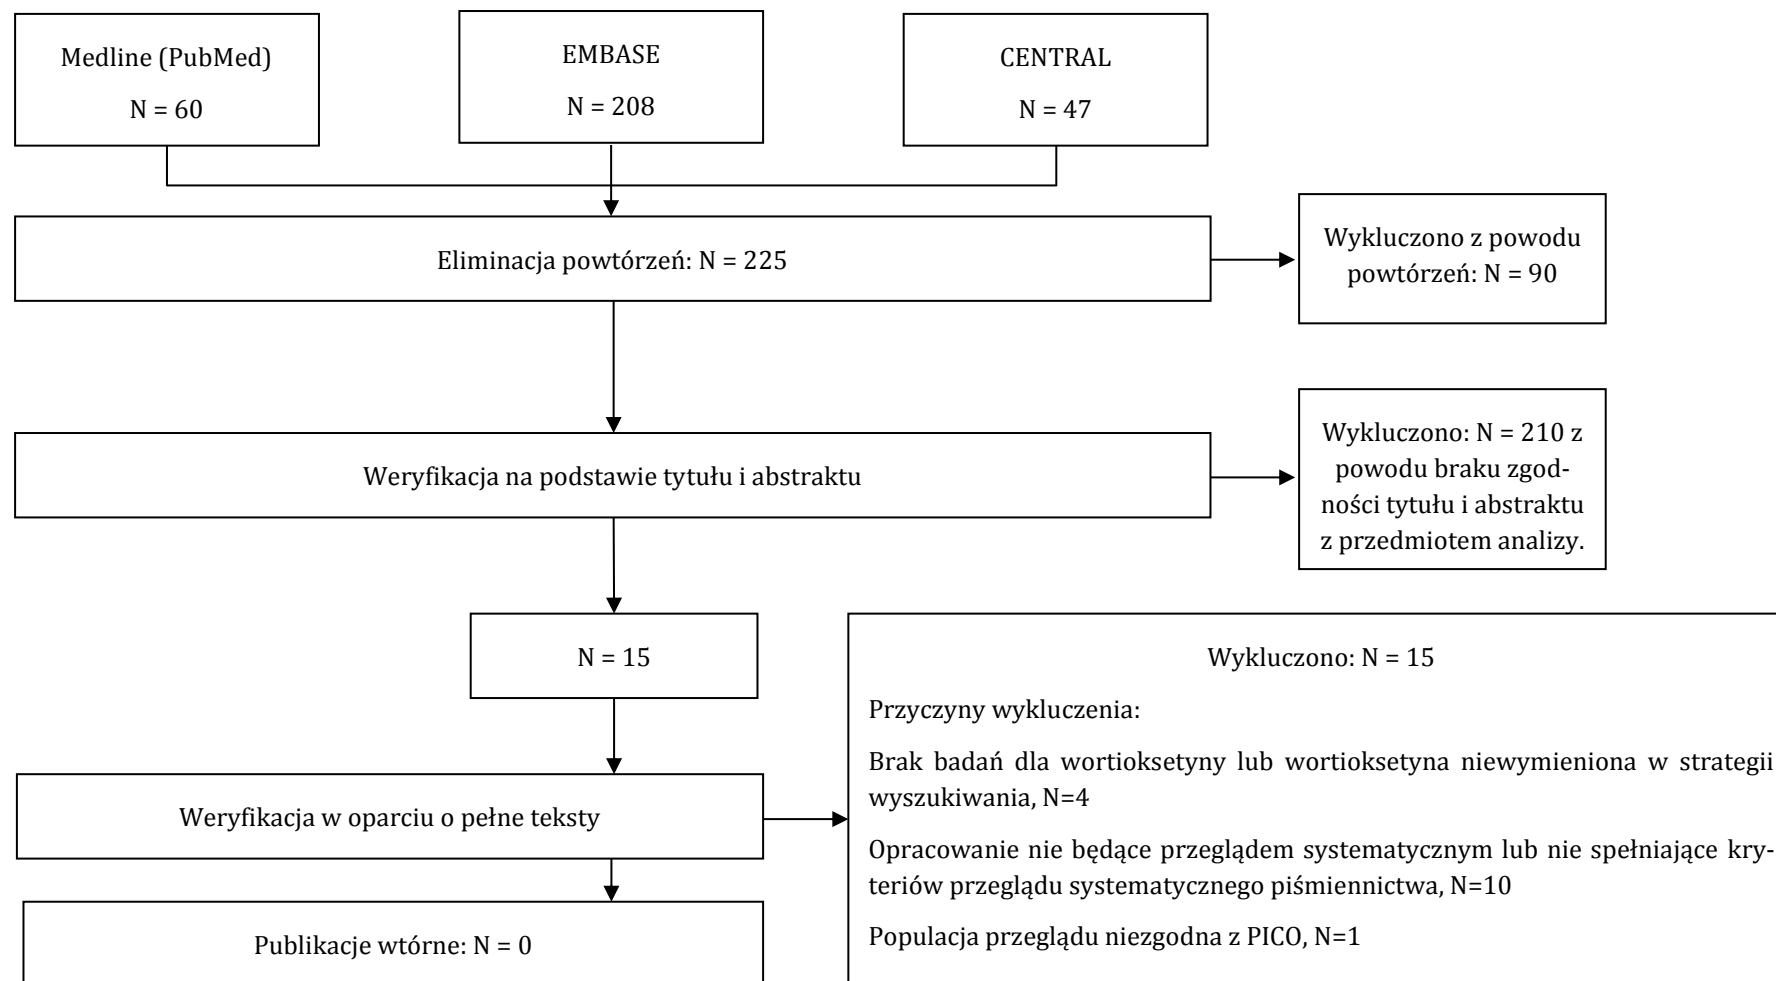 Medline (PubMed)
N = 60
EMBASE
N = 208
CENTRAL
N = 47
Eliminacja powtórzeń: N = 225
Wykluczono z powodu
powtórzeń: N = 90
Weryfikacja na podstawie tytułu i abstraktu
Wykluczono: N = 210 z
powodu braku zgod-
ności tytułu i abstraktu
z przedmiotem analizy.
N = 15
Wykluczono: N = 15
Przyczyny wykluczenia:
Brak badań dla wortioksetyny lub wortioksetyna niewymieniona w strategii
wyszukiwania, N=4
Opracowanie nie będące przeglądem systematycznym lub nie spełniające kry-
teriów przeglądu systematycznego piśmiennictwa, N=10
Populacja przeglądu niezgodna z PICO, N=1
Weryfikacja w oparciu o pełne teksty
Publikacje wtórne: N = 0